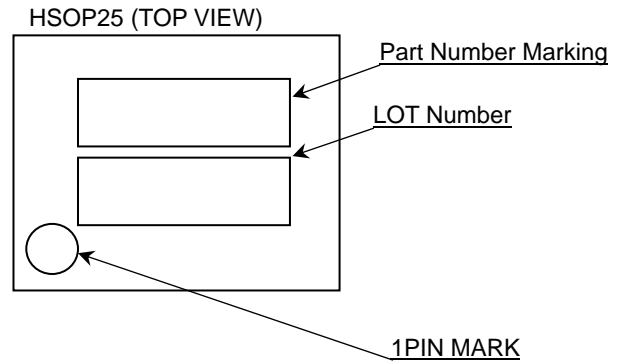 HSOP25 (TOP VIEW)
Part Number Marking
LOT Number
1PIN MARK